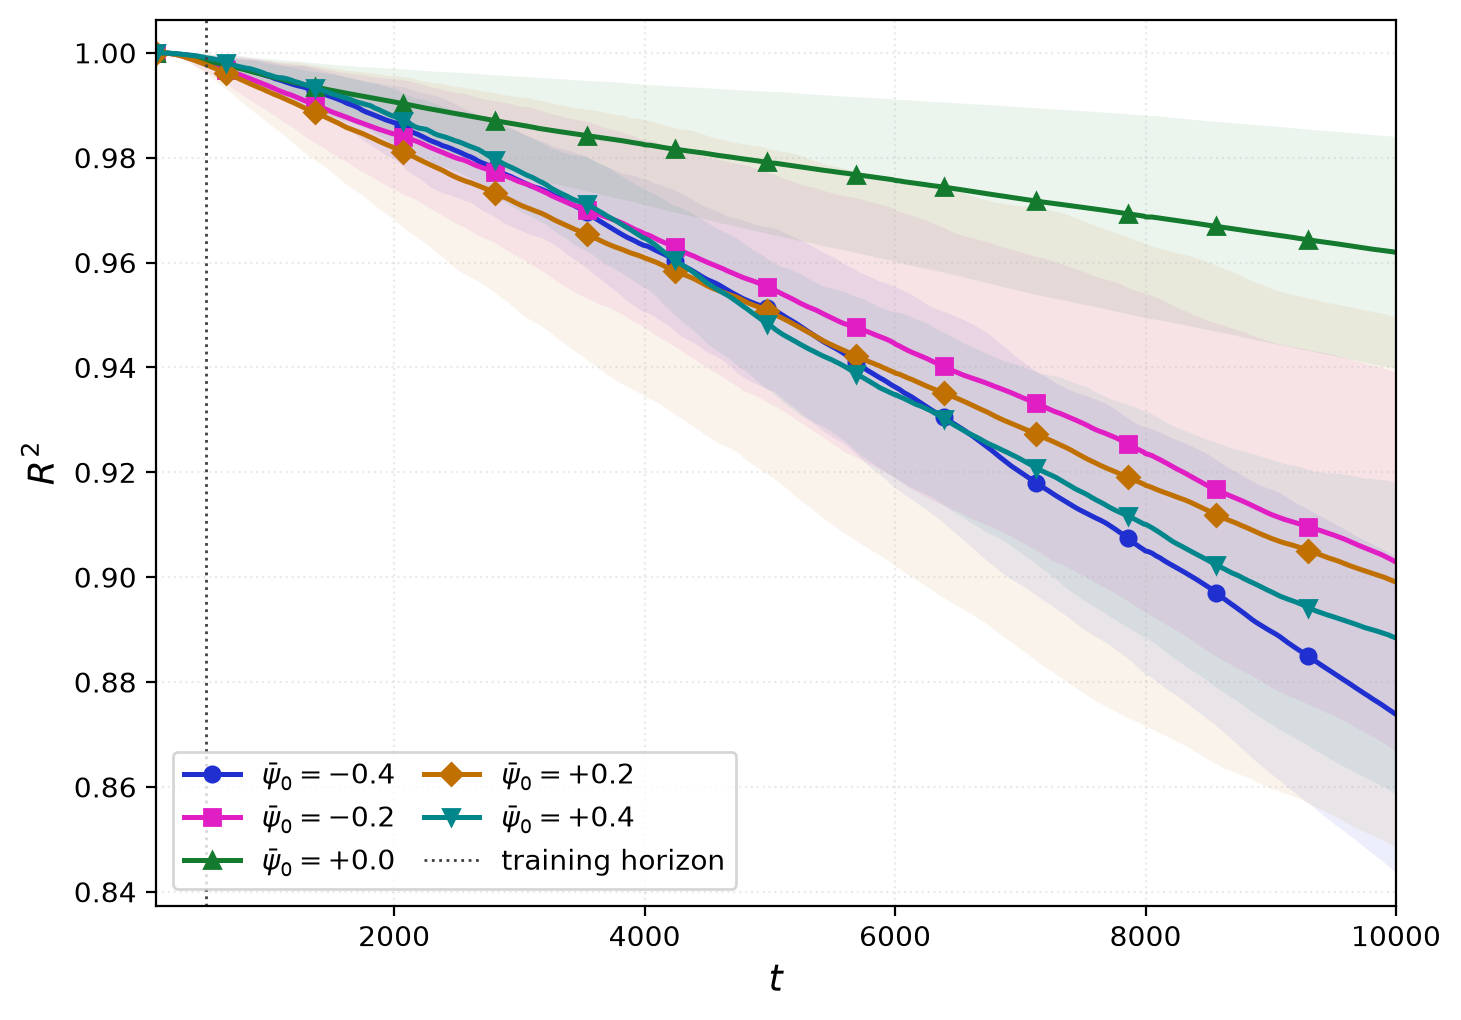 1.00
0.98
0.96
0.94
0.92
0.90
0.88
0.86
0.84
R²
2000 4000 6000 8000 10000
t
ψ̄₀ = −0.4
ψ̄₀ = −0.2
ψ̄₀ = +0.0
ψ̄₀ = +0.2
ψ̄₀ = +0.4
training horizon